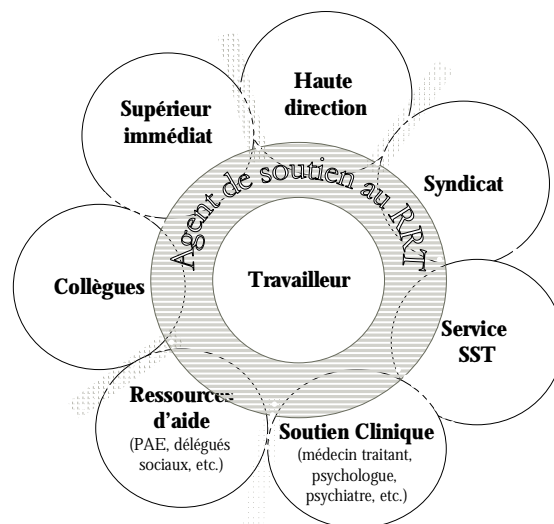 Haute
direction
Supérieur
immédiat
Syndicat
Agent de soutien au RRT
Travailleur
Collègues
Service
SST
Ressources
d'aide
(PAE, délégués
sociaux, etc.)
Soutien Clinique
(médecin traitant,
psychologue,
psychiatre, etc.)